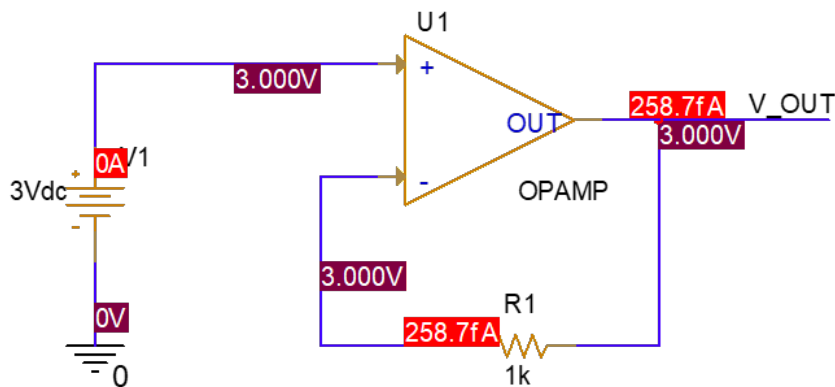 U1
3.000V
+
258.7fA
V_OUT
OUT
3.000V
0A
V1
+
3Vdc
-
-
OPAMP
3.000V
0V
R1
258.7fA
1k
0